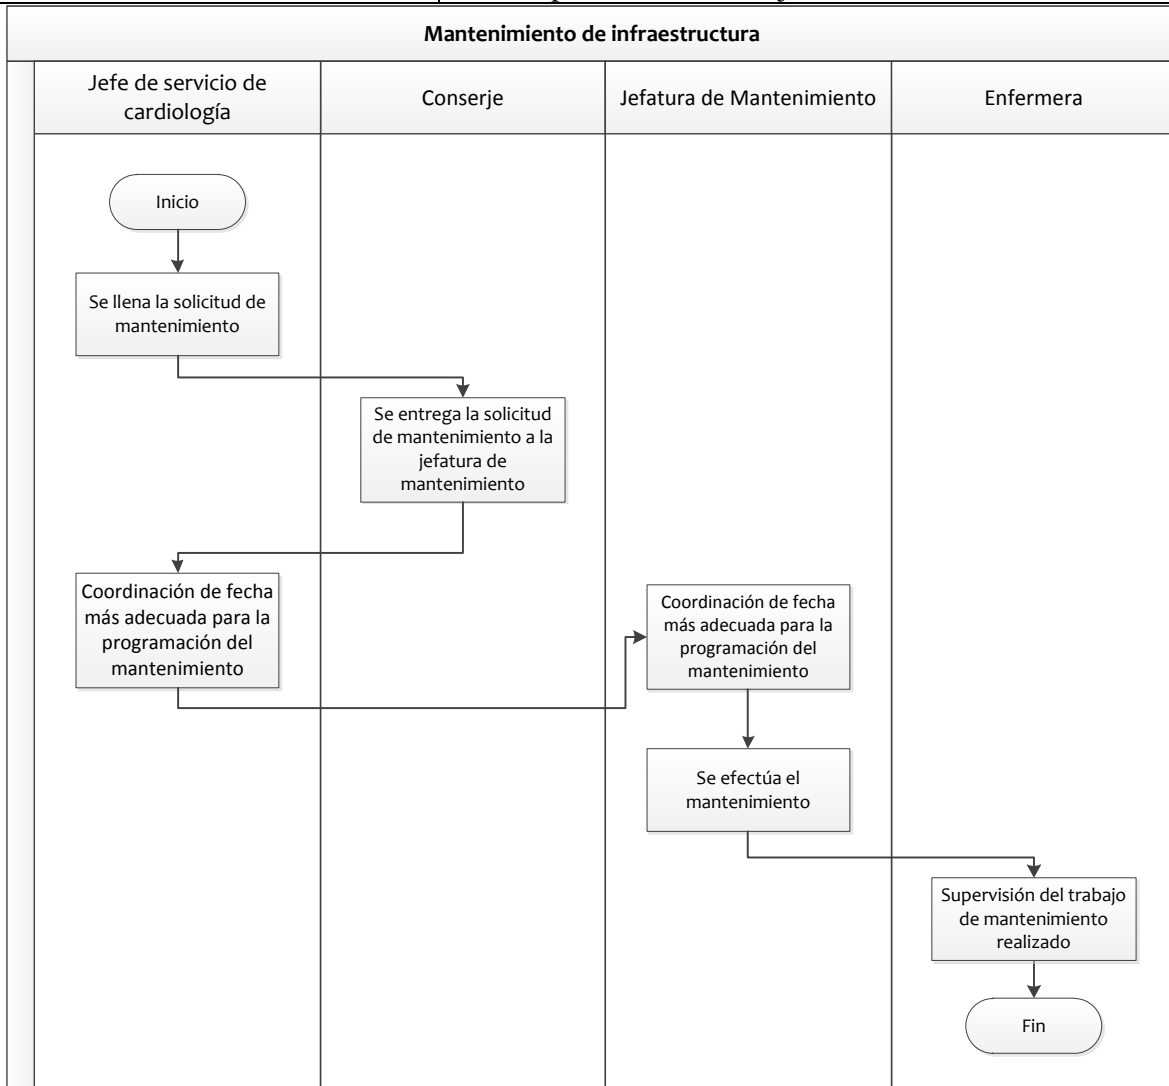 Mantenimiento de infraestructura
Jefe de servicio de
cardiología
Conserje
Jefatura de Mantenimiento
Enfermera
Inicio
Se llena la solicitud de
mantenimiento
Se entrega la solicitud
de mantenimiento a la
jefatura de
mantenimiento
Coordinación de fecha
más adecuada para la
programación del
mantenimiento
Coordinación de fecha
más adecuada para la
programación del
mantenimiento
Se efectúa el
mantenimiento
Supervisión del trabajo
de mantenimiento
realizado
Fin